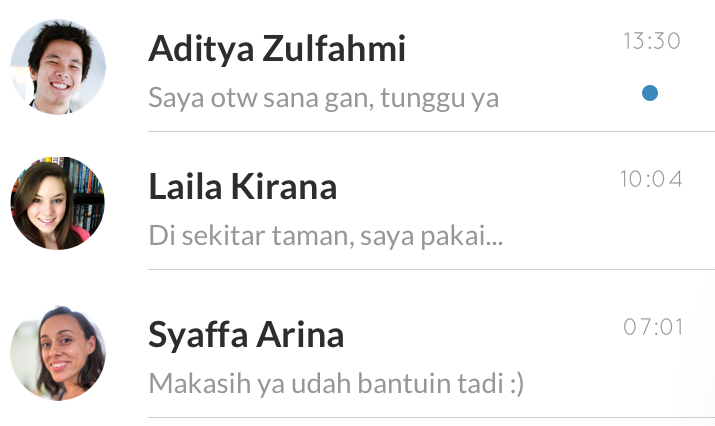 Aditya Zulfahmi
13:30
Saya otw sana gan, tunggu ya
Laila Kirana
10:04
Di sekitar taman, saya pakai...
Syaffa Arina
07:01
Makasih ya udah bantuin tadi :)